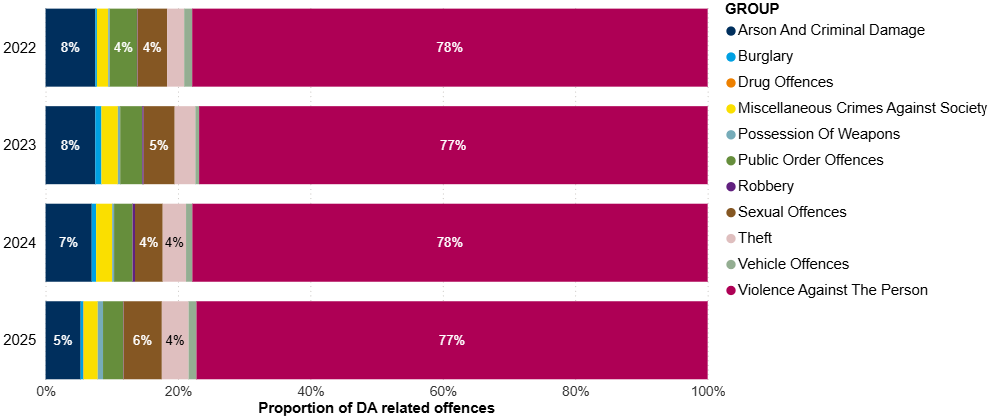 GROUP
Arson And Criminal Damage
Burglary
Drug Offences
Miscellaneous Crimes Against Society
Possession Of Weapons
Public Order Offences
Robbery
Sexual Offences
Theft
Vehicle Offences
Violence Against The Person
2022 8% 4% 4% 78%
2023 8% 5% 77%
2024 7% 4% 4% 78%
2025 5% 6% 4% 77%
0% 20% 40% 60% 80% 100%
Proportion of DA related offences